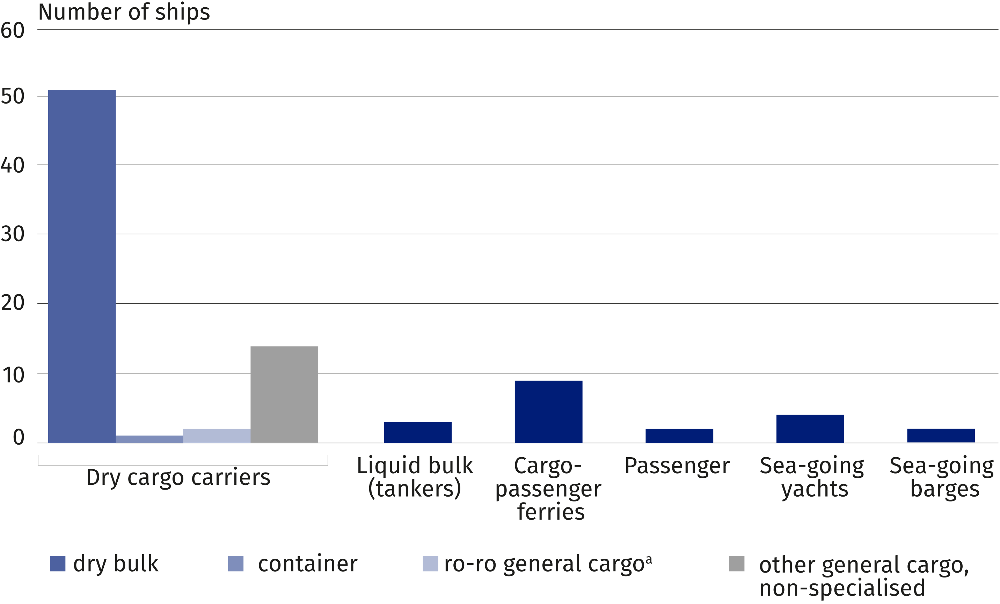 Number of ships
60
50
40
30
20
10
0
Dry cargo carriers
Liquid bulk
(tankers)
Cargo-
passenger
ferries
Passenger
Sea-going
yachts
Sea-going
barges
dry bulk
container
ro-ro general cargoᵃ
other general cargo,
non-specialised